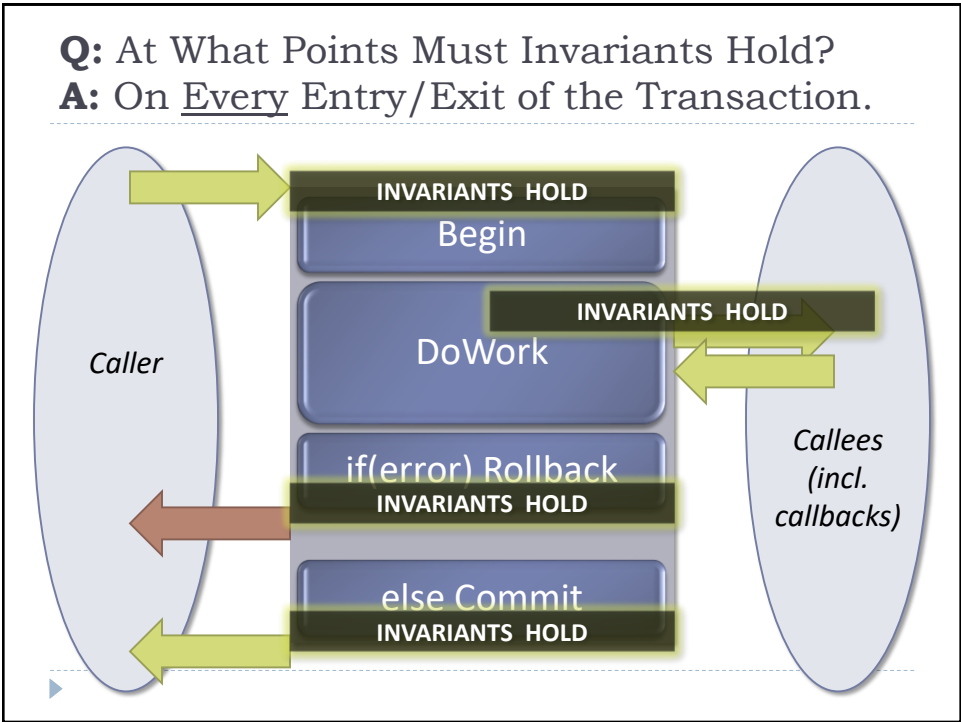 Q: At What Points Must Invariants Hold?
A: On Every Entry/Exit of the Transaction.
INVARIANTS HOLD
Begin
INVARIANTS HOLD
DoWork
Caller
Callees
(incl.
callbacks)
if(error) Rollback
INVARIANTS HOLD
else Commit
INVARIANTS HOLD